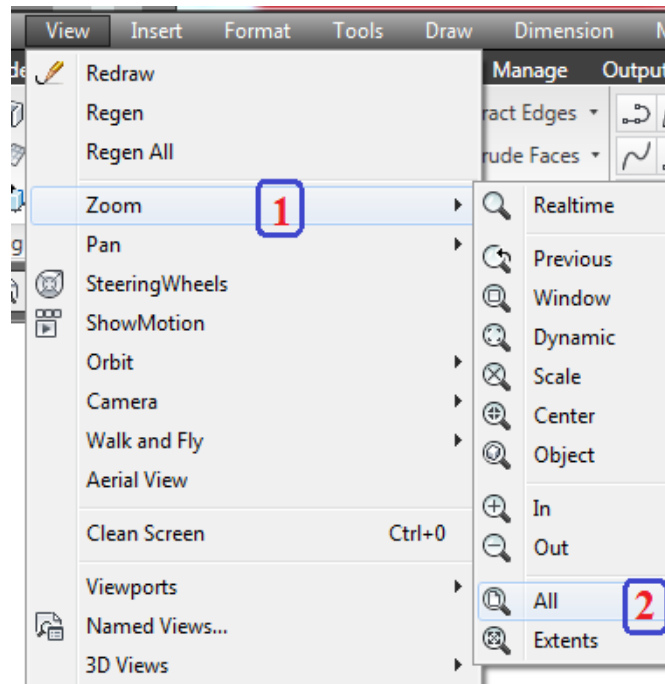 View Insert Format Tools Draw Dimension
Manage Output
Redraw
Regen
ract Edges
Regen All
rude Faces
Zoom 1
Realtime
Pan
Previous
SteeringWheels
Window
ShowMotion
Dynamic
Orbit
Scale
Camera
Center
Walk and Fly
Object
Aerial View
In
Clean Screen Ctrl+0
Out
Viewports
All 2
Named Views...
Extents
3D Views